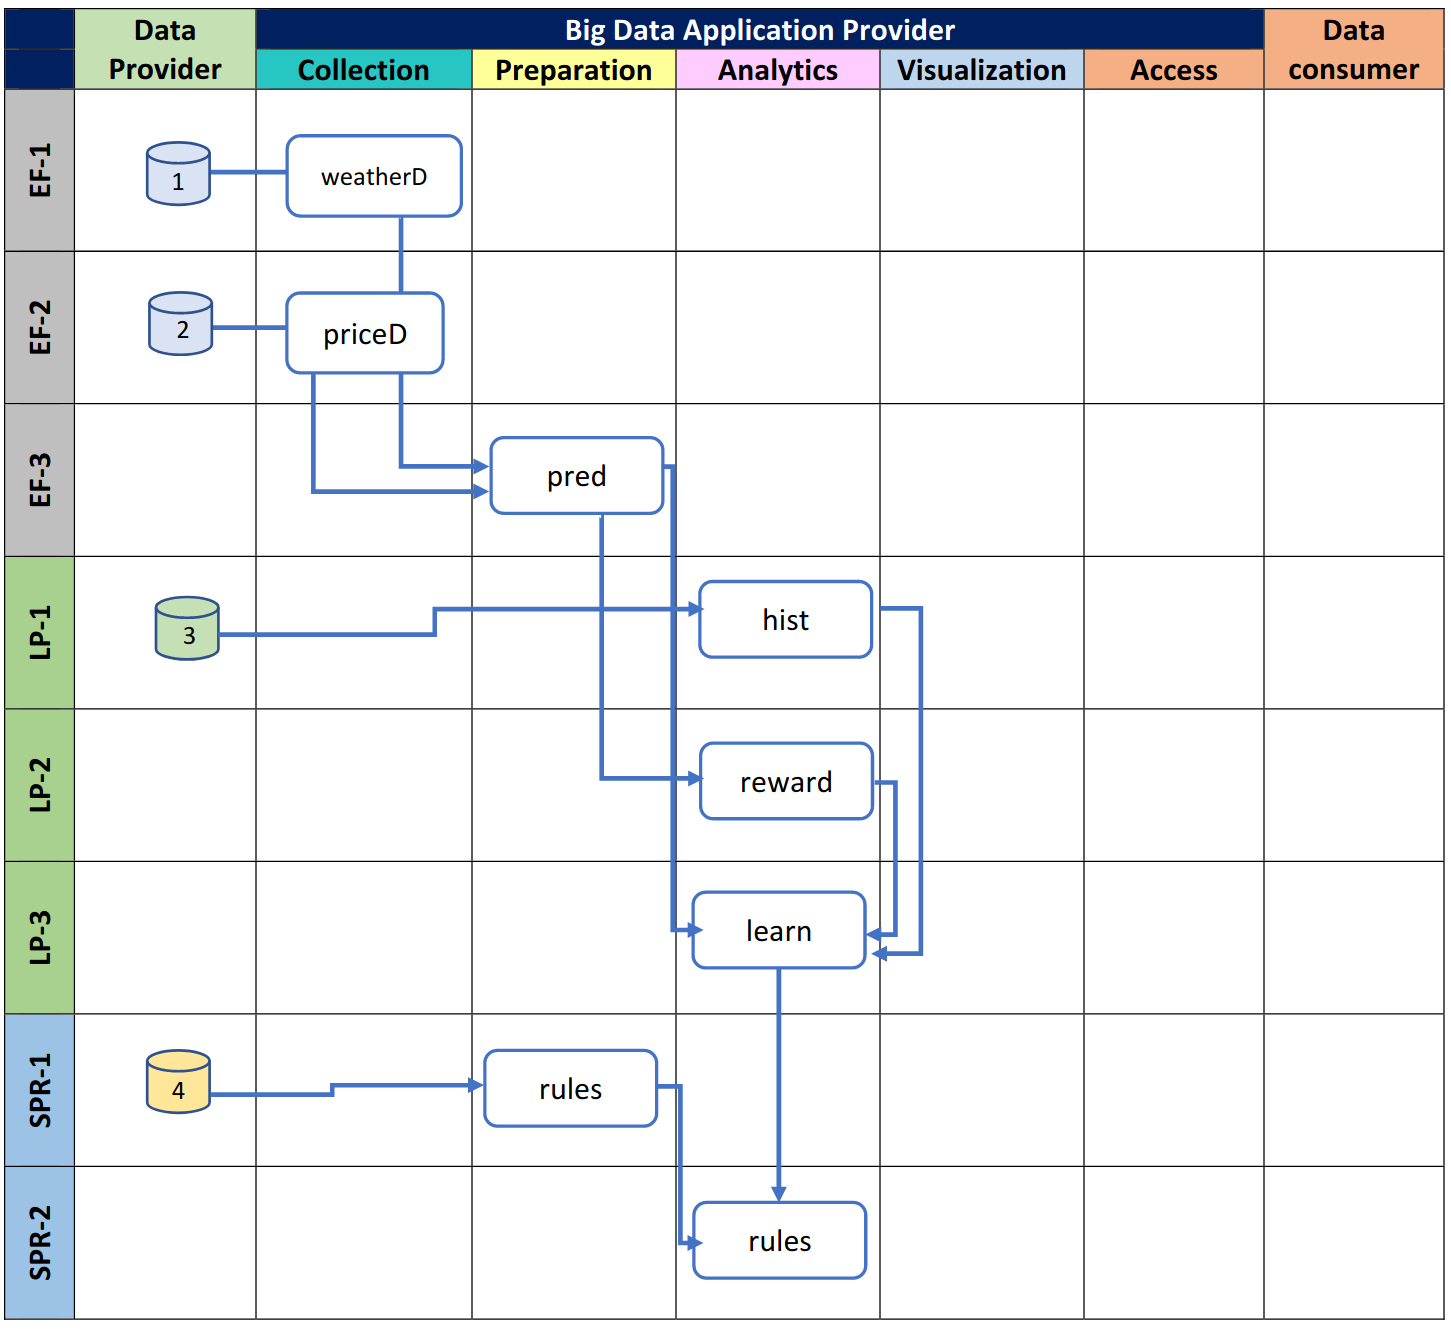 Data Provider
Big Data Application Provider
Data consumer
Collection
Preparation
Analytics
Visualization
Access
EF-1
1
weatherD
EF-2
2
priceD
EF-3
pred
LP-1
3
hist
LP-2
reward
LP-3
learn
SPR-1
4
rules
SPR-2
rules